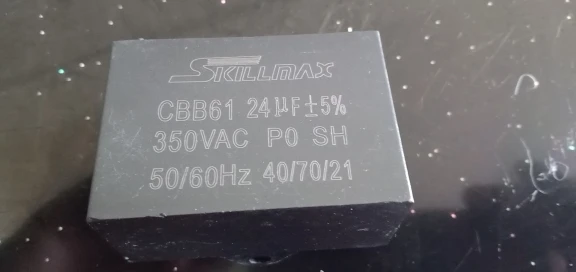 SKILLMAX
CBB61 24µF±5%
350VAC P0 SH
50/60Hz 40/70/21